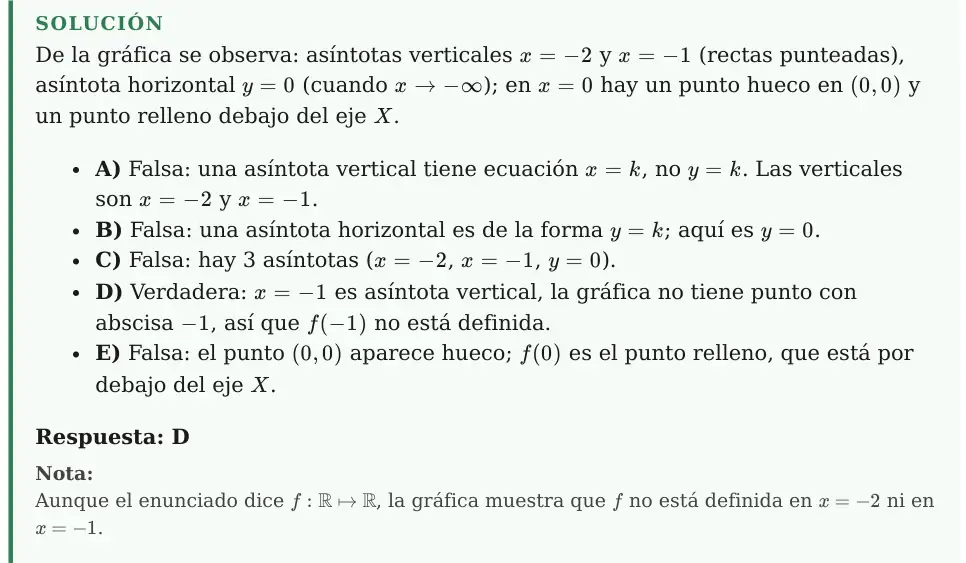 SOLUCIÓN
De la gráfica se observa: asíntotas verticales x = −2 y x = −1 (rectas punteadas),
asíntota horizontal y = 0 (cuando x → −∞); en x = 0 hay un punto hueco en (0, 0) y
un punto relleno debajo del eje X.
• A) Falsa: una asíntota vertical tiene ecuación x = k, no y = k. Las verticales
son x = −2 y x = −1.
• B) Falsa: una asíntota horizontal es de la forma y = k; aquí es y = 0.
• C) Falsa: hay 3 asíntotas (x = −2, x = −1, y = 0).
• D) Verdadera: x = −1 es asíntota vertical, la gráfica no tiene punto con
abscisa −1, así que f(−1) no está definida.
• E) Falsa: el punto (0, 0) aparece hueco; f(0) es el punto relleno, que está por
debajo del eje X.
Respuesta: D
Nota:
Aunque el enunciado dice f : ℝ ↦ ℝ, la gráfica muestra que f no está definida en x = −2 ni en
x = −1.